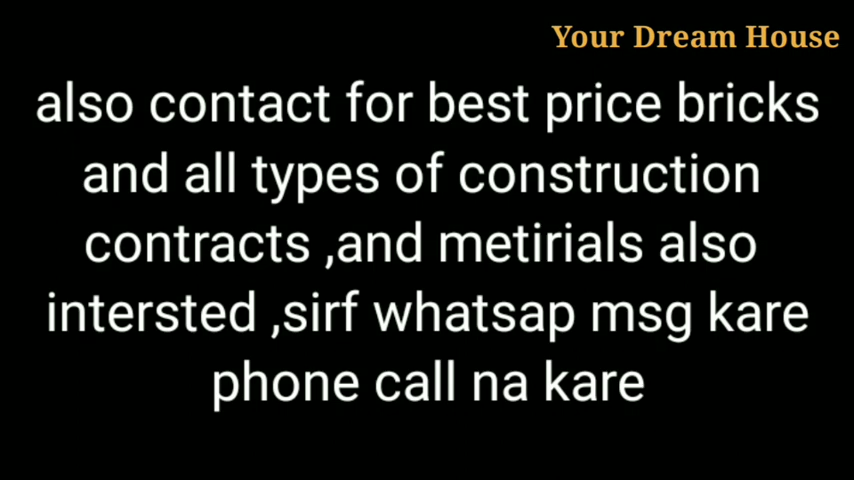 Your Dream House
also contact for best price bricks
and all types of construction
contracts ,and metirials also
intersted ,sirf whatsap msg kare
phone call na kare